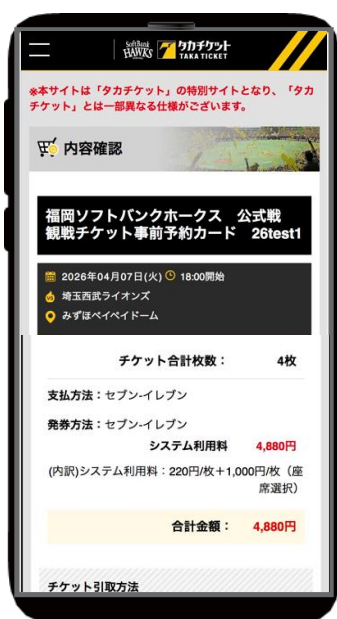 SoftBank HAWKS タカチケット TAKA TICKET
※本サイトは「タカチケット」の特別サイトとなり、「タカ
チケット」とは一部異なる仕様がございます。
内容確認
福岡ソフトバンクホークス 公式戦
観戦チケット事前予約カード 26test1
2026年04月07日(火) 18:00開始
VS 埼玉西武ライオンズ
みずほペイペイドーム
チケット合計枚数： 4枚
支払方法：セブン-イレブン
発券方法：セブン-イレブン
システム利用料 4,880円
(内訳)システム利用料：220円/枚＋1,000円/枚（座
席選択）
合計金額： 4,880円
チケット引取方法